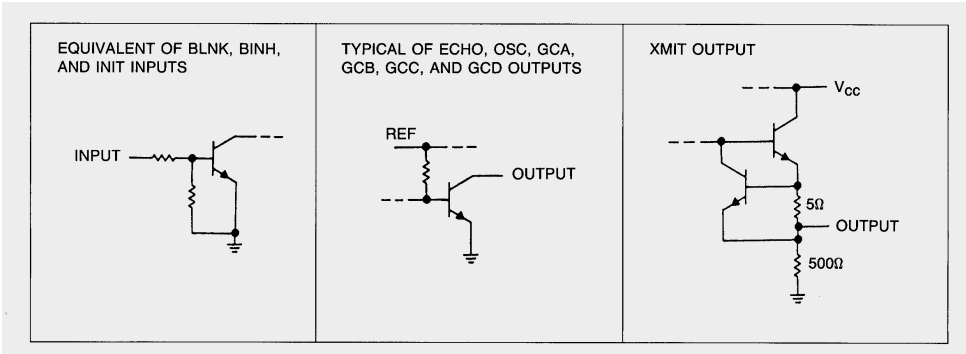 EQUIVALENT OF BLNK, BINH,
AND INIT INPUTS
INPUT
TYPICAL OF ECHO, OSC, GCA,
GCB, GCC, AND GCD OUTPUTS
REF
OUTPUT
XMIT OUTPUT
VCC
5Ω
OUTPUT
500Ω